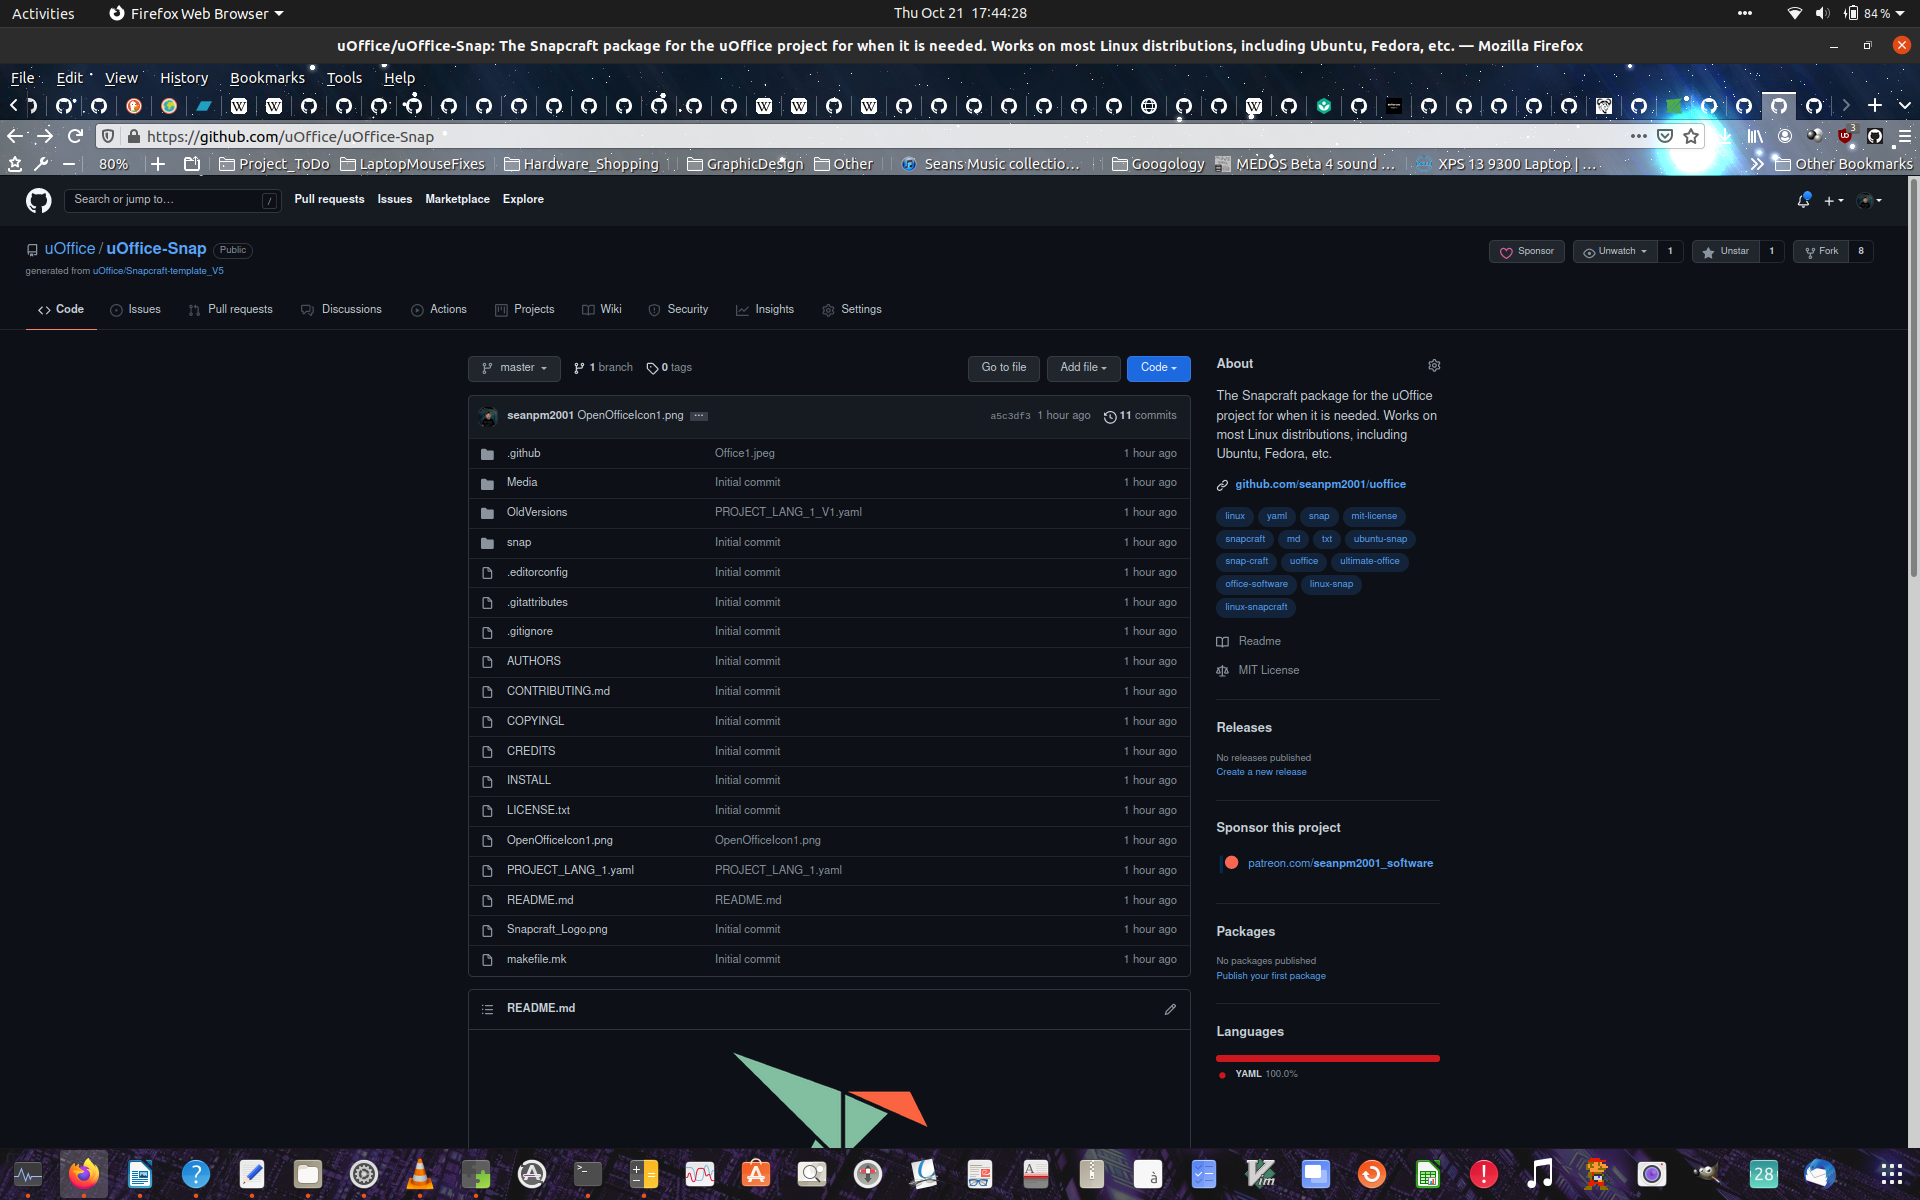 Activities Firefox Web Browser Thu Oct 21 17:44:28 84 %
uOffice/uOffice-Snap: The Snapcraft package for the uOffice project for when it is needed. Works on most Linux distributions, including Ubuntu, Fedora, etc. — Mozilla Firefox
File Edit View History Bookmarks Tools Help
https://github.com/uOffice/uOffice-Snap 3
80% Project_ToDo LaptopMouseFixes Hardware_Shopping GraphicDesign Other Seans Music collectio… Googology MEDOS Beta 4 sound … XPS 13 9300 Laptop | … Other Bookmarks
Search or jump to… / Pull requests Issues Marketplace Explore
uOffice / uOffice-Snap Public Sponsor Unwatch 1 Unstar 1 Fork 8
generated from uOffice/Snapcraft-template_V5
Code Issues Pull requests Discussions Actions Projects Wiki Security Insights Settings
master 1 branch 0 tags Go to file Add file Code
seanpm2001 OpenOfficeIcon1.png a5c3df3 1 hour ago 11 commits
.github Office1.jpeg 1 hour ago
Media Initial commit 1 hour ago
OldVersions PROJECT_LANG_1_V1.yaml 1 hour ago
snap Initial commit 1 hour ago
.editorconfig Initial commit 1 hour ago
.gitattributes Initial commit 1 hour ago
.gitignore Initial commit 1 hour ago
AUTHORS Initial commit 1 hour ago
CONTRIBUTING.md Initial commit 1 hour ago
COPYINGL Initial commit 1 hour ago
CREDITS Initial commit 1 hour ago
INSTALL Initial commit 1 hour ago
LICENSE.txt Initial commit 1 hour ago
OpenOfficeIcon1.png OpenOfficeIcon1.png 1 hour ago
PROJECT_LANG_1.yaml PROJECT_LANG_1.yaml 1 hour ago
README.md README.md 1 hour ago
Snapcraft_Logo.png Initial commit 1 hour ago
makefile.mk Initial commit 1 hour ago
README.md
About
The Snapcraft package for the uOffice
project for when it is needed. Works on
most Linux distributions, including
Ubuntu, Fedora, etc.
github.com/seanpm2001/uoffice
linux yaml snap mit-license
snapcraft md txt ubuntu-snap
snap-craft uoffice ultimate-office
office-software linux-snap
linux-snapcraft
Readme
MIT License
Releases
No releases published
Create a new release
Sponsor this project
patreon.com/seanpm2001_software
Packages
No packages published
Publish your first package
Languages
YAML 100.0%
28